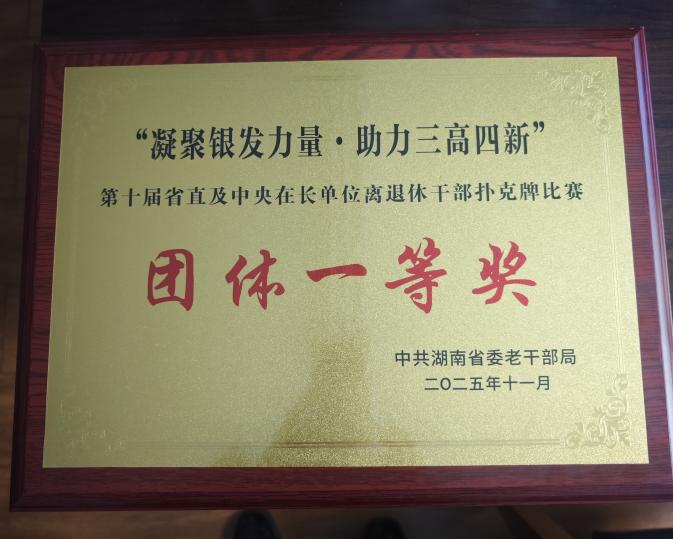 “凝聚银发力量·助力三高四新”
第十届省直及中央在长单位离退休干部扑克牌比赛
团体一等奖
中共湖南省委老干部局
二〇二五年十一月